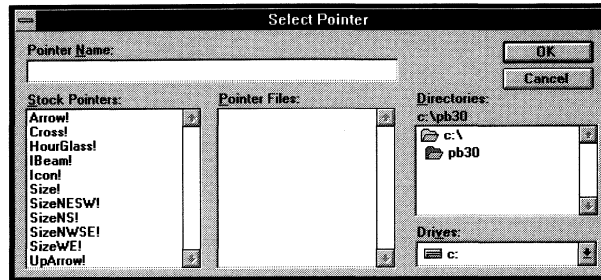 Select Pointer
Pointer Name:
OK
Cancel
Stock Pointers:
Arrow!
Cross!
HourGlass!
IBeam!
Icon!
Size!
SizeNESW!
SizeNS!
SizeNWSE!
SizeWE!
UpArrow!
Pointer Files:
Directories:
c:\pb30
c:\
pb30
Drives:
c: